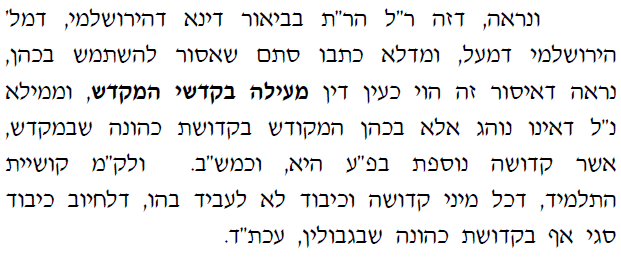 ונראה, דזה ר"ל הר"ת בביאור דינא דהירושלמי, דמל'
הירושלמי דמעל, ומדלא כתבו סתם שאסור להשתמש בכהן,
נראה דאיסור זה הוי כעין דין מעילה בקדשי המקדש, וממילא
נ"ל דאינו נוהג אלא בכהן המקודש בקדושת כהונה שבמקדש,
אשר קדושה נוספת בפ"ע היא, וכמש"ב. ולק"מ קושיית
התלמיד, דכל מיני קדושה וכיבוד לא לעביד בהו, דלחיוב כיבוד
סגי אף בקדושת כהונה שבגבולין, עכת"ד.